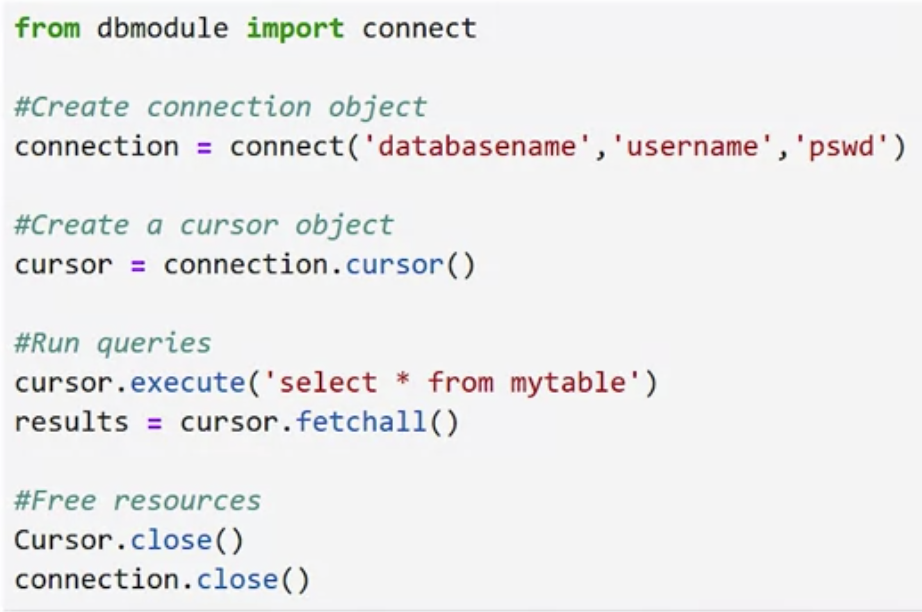 from dbmodule import connect
#Create connection object
connection = connect('databasename','username','pswd')
#Create a cursor object
cursor = connection.cursor()
#Run queries
cursor.execute('select * from mytable')
results = cursor.fetchall()
#Free resources
Cursor.close()
connection.close()